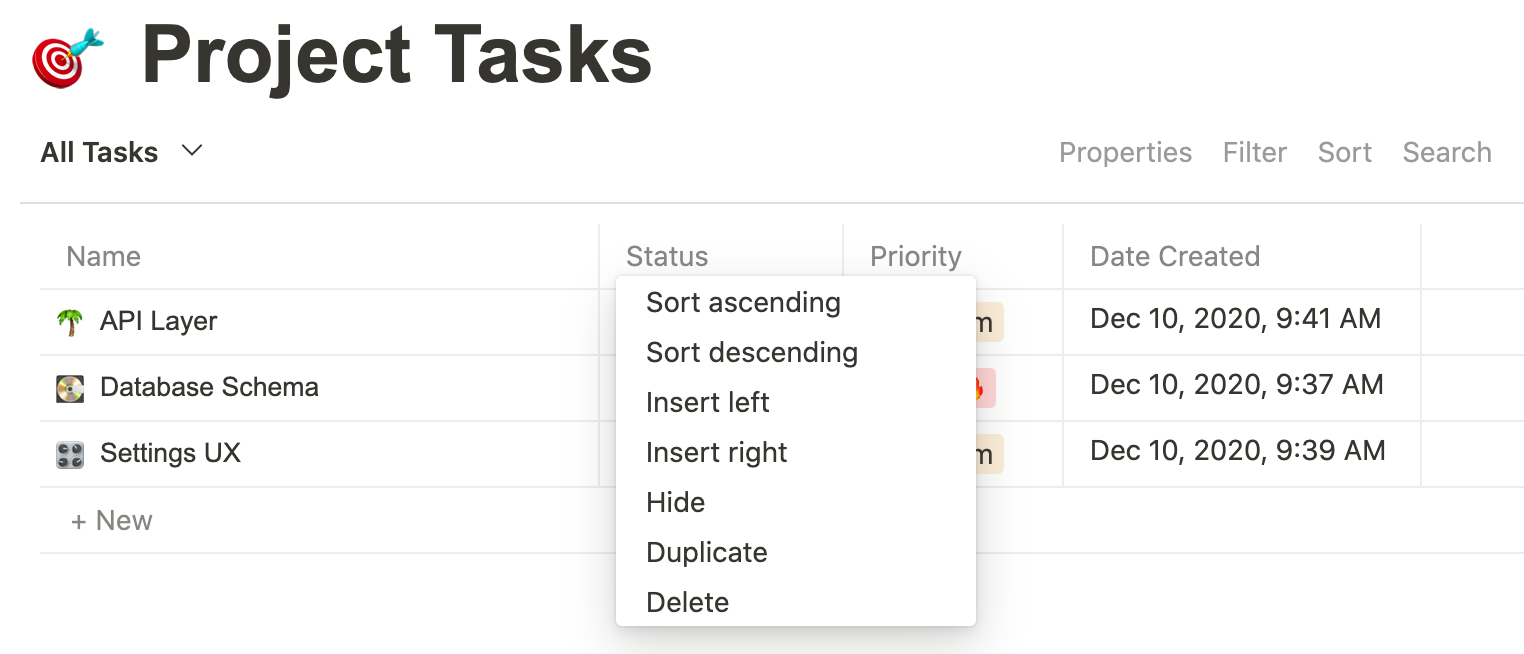 Project Tasks
All Tasks
Properties Filter Sort Search
Name Status Priority Date Created
Sort ascending
API Layer Dec 10, 2020, 9:41 AM
Sort descending
Database Schema Dec 10, 2020, 9:37 AM
Insert left
Insert right
Settings UX Dec 10, 2020, 9:39 AM
Hide
+ New
Duplicate
Delete